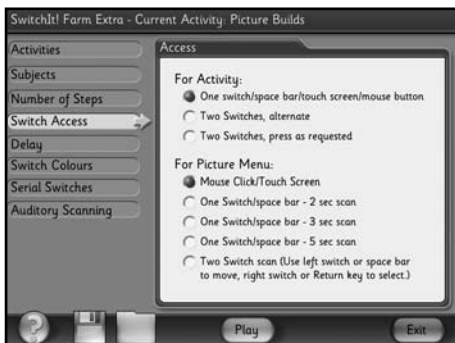 SwitchIt! Farm Extra - Current Activity: Picture Builds
Activities
Subjects
Number of Steps
Switch Access
Delay
Switch Colours
Serial Switches
Auditory Scanning
Access
For Activity:
One switch/space bar/touch screen/mouse button
Two Switches, alternate
Two Switches, press as requested
For Picture Menu:
Mouse Click/Touch Screen
One Switch/space bar - 2 sec scan
One Switch/space bar - 3 sec scan
One Switch/space bar - 5 sec scan
Two Switch scan (Use left switch or space bar
to move, right switch or Return key to select.)
?
Play
Exit